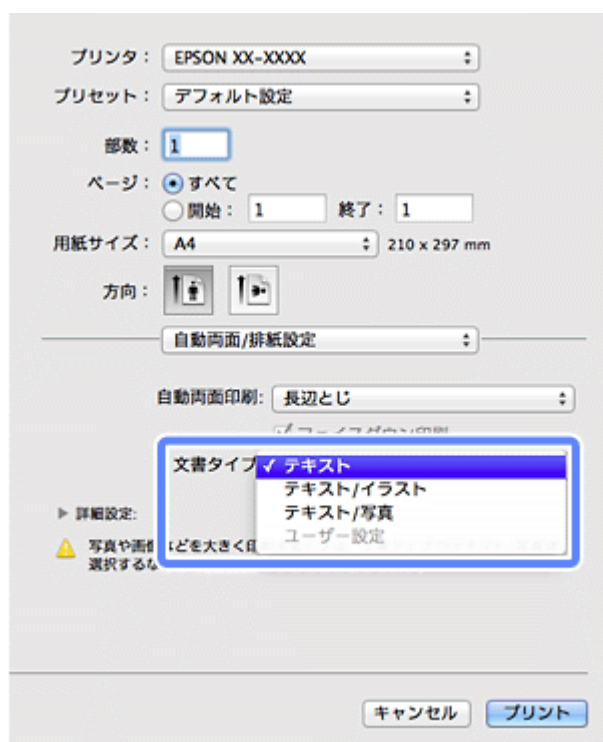 プリンタ： EPSON XX-XXXX
プリセット： デフォルト設定
部数： 1
ページ： すべて
開始： 1 終了： 1
用紙サイズ： A4 210 x 297 mm
方向：
自動両面/排紙設定
自動両面印刷: 長辺とじ
文書タイプ ✓ テキスト
テキスト/イラスト
テキスト/写真
ユーザー設定
▶ 詳細設定:
写真や画像 などを大きく
選択する
キャンセル プリント